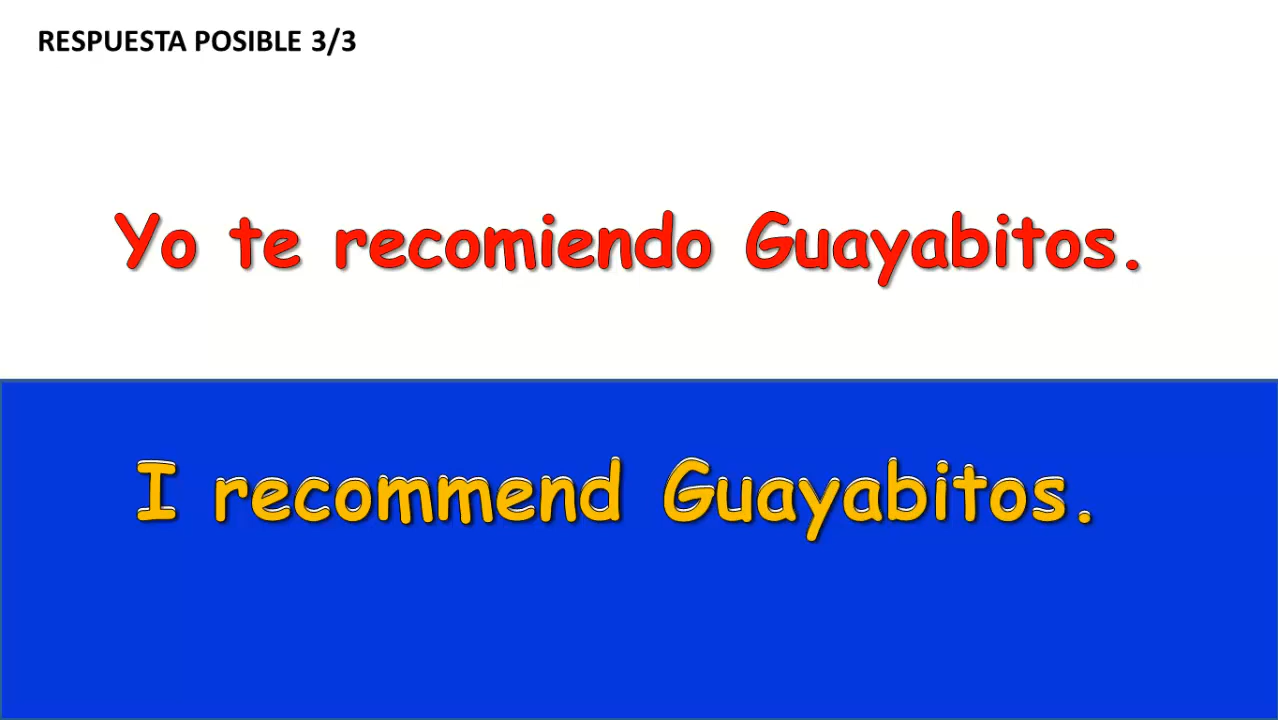 RESPUESTA POSIBLE 3/3
Yo te recomiendo Guayabitos.
I recommend Guayabitos.